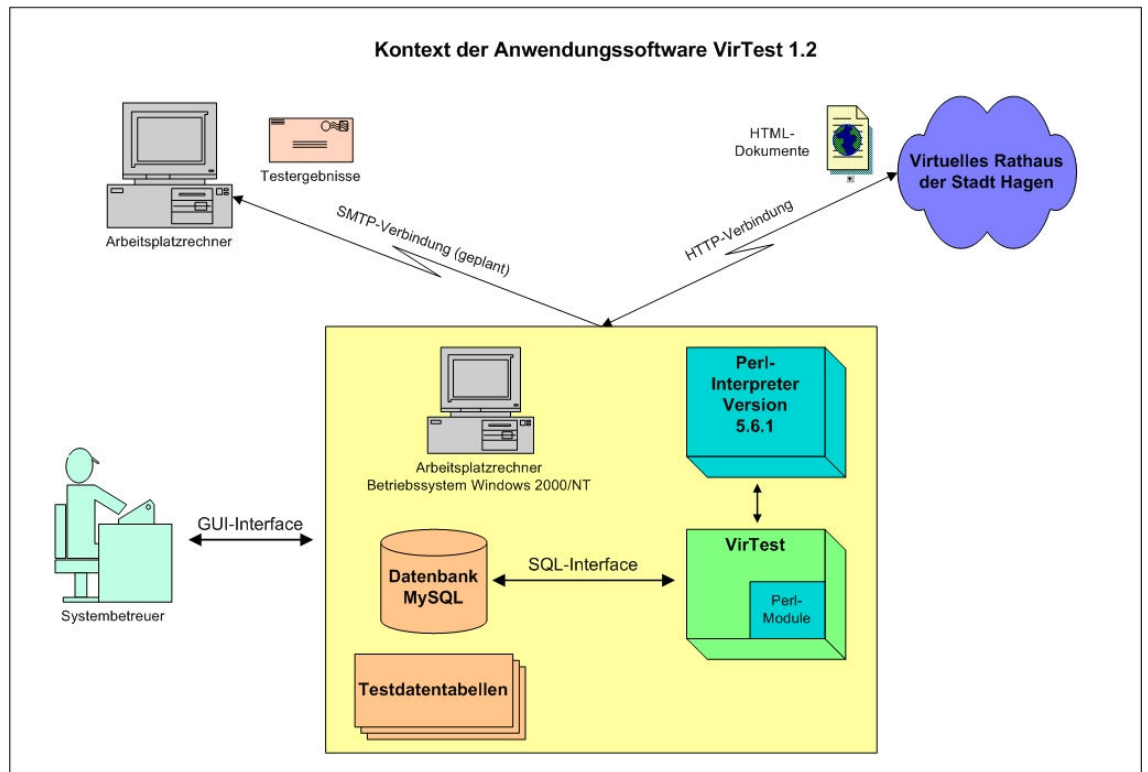 Kontext der Anwendungssoftware VirTest 1.2
Testergebnisse
Arbeitsplatzrechner
HTML-
Dokumente
Virtuelles Rathaus
der Stadt Hagen
SMTP-Verbindung (geplant)
HTTP-Verbindung
Arbeitsplatzrechner
Betriebssystem Windows 2000/NT
Perl-
Interpreter
Version
5.6.1
GUI-Interface
Systembetreuer
Datenbank
MySQL
SQL-Interface
VirTest
Perl-
Module
Testdatentabellen